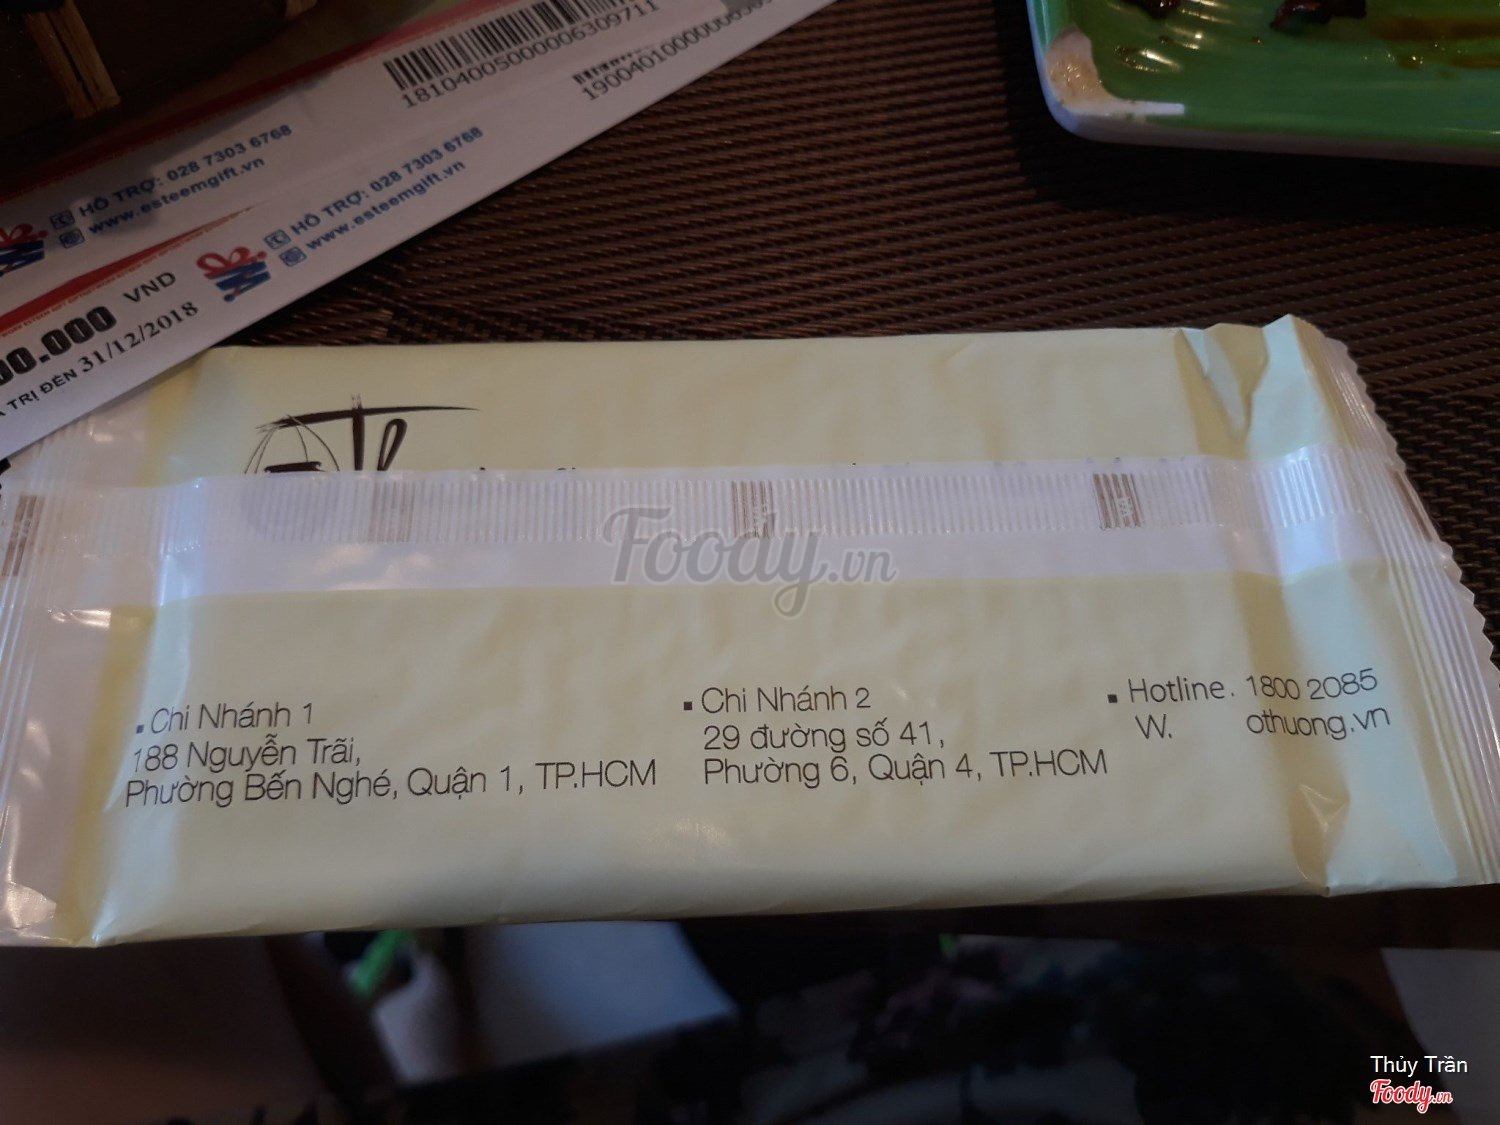 18104005000006309711
HỖ TRỢ: 028 7303 6768
www.esteemgift.vn
HỖ TRỢ: 028 7303 6768
www.esteemgift.vn
00.000 VND
TRỊ ĐẾN 31/12/2018
Foody.vn
Chi Nhánh 1
188 Nguyễn Trãi,
Phường Bến Nghé, Quận 1, TP.HCM
Chi Nhánh 2
29 đường số 41,
Phường 6, Quận 4, TP.HCM
Hotline. 1800 2085
W. othuong.vn
Thủy Trần
Foody.vn